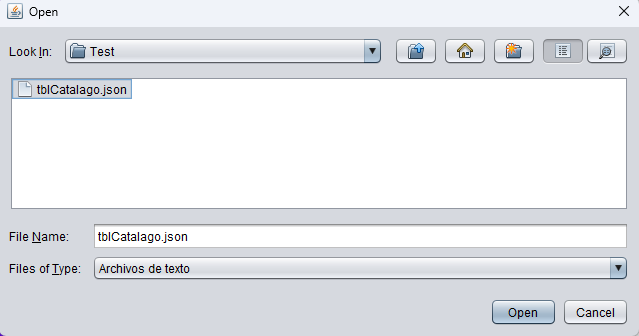 Open
Look In: Test
tblCatalago.json
File Name: tblCatalago.json
Files of Type: Archivos de texto
Open Cancel